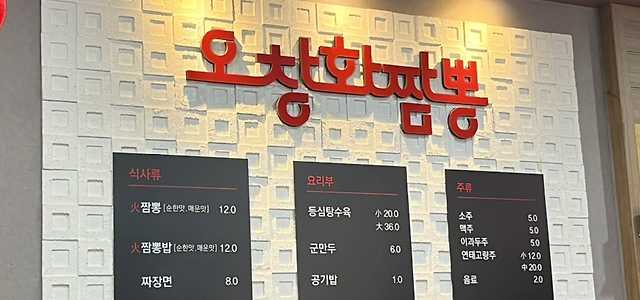 오창화짬뽕
식사류
火짬뽕 [순한맛, 매운맛] 12.0
火짬뽕밥 [순한맛, 매운맛] 12.0
짜장면 8.0
요리부
등심탕수육 小 20.0
大 36.0
군만두 6.0
공기밥 1.0
주류
소주 5.0
맥주 5.0
이과두주 5.0
연태고량주 小 12.0
中 20.0
음료 2.0